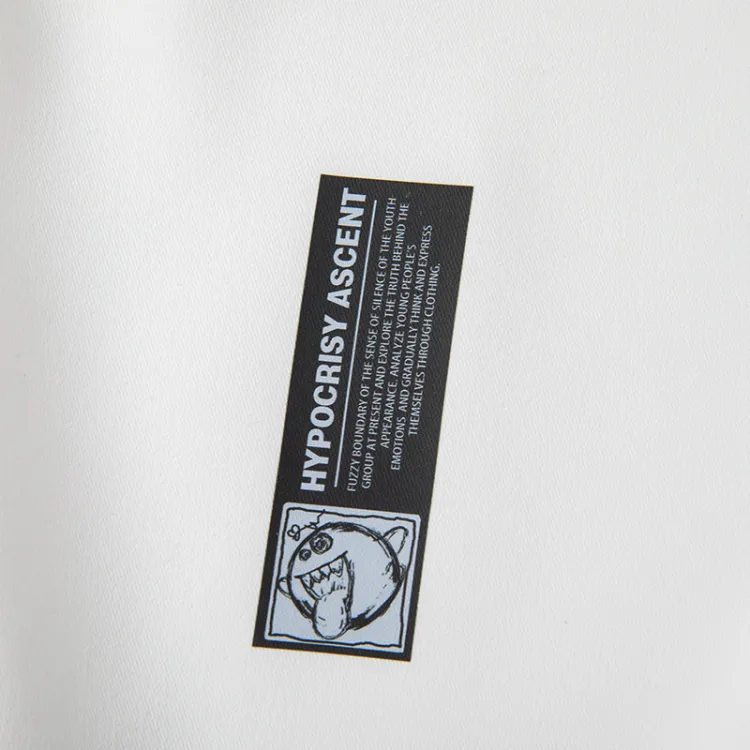 HYPOCRISY ASCENT
FUZZY BOUNDARY OF THE SENSE OF SILENCE OF THE YOUTH
GROUP AT PRESENT AND EXPLORE THE TRUTH BEHIND THE
APPEARANCE. ANALYZE YOUNG PEOPLE'S
EMOTIONS AND GRADUALLY THINK AND EXPRESS
THEMSELVES THROUGH CLOTHING.